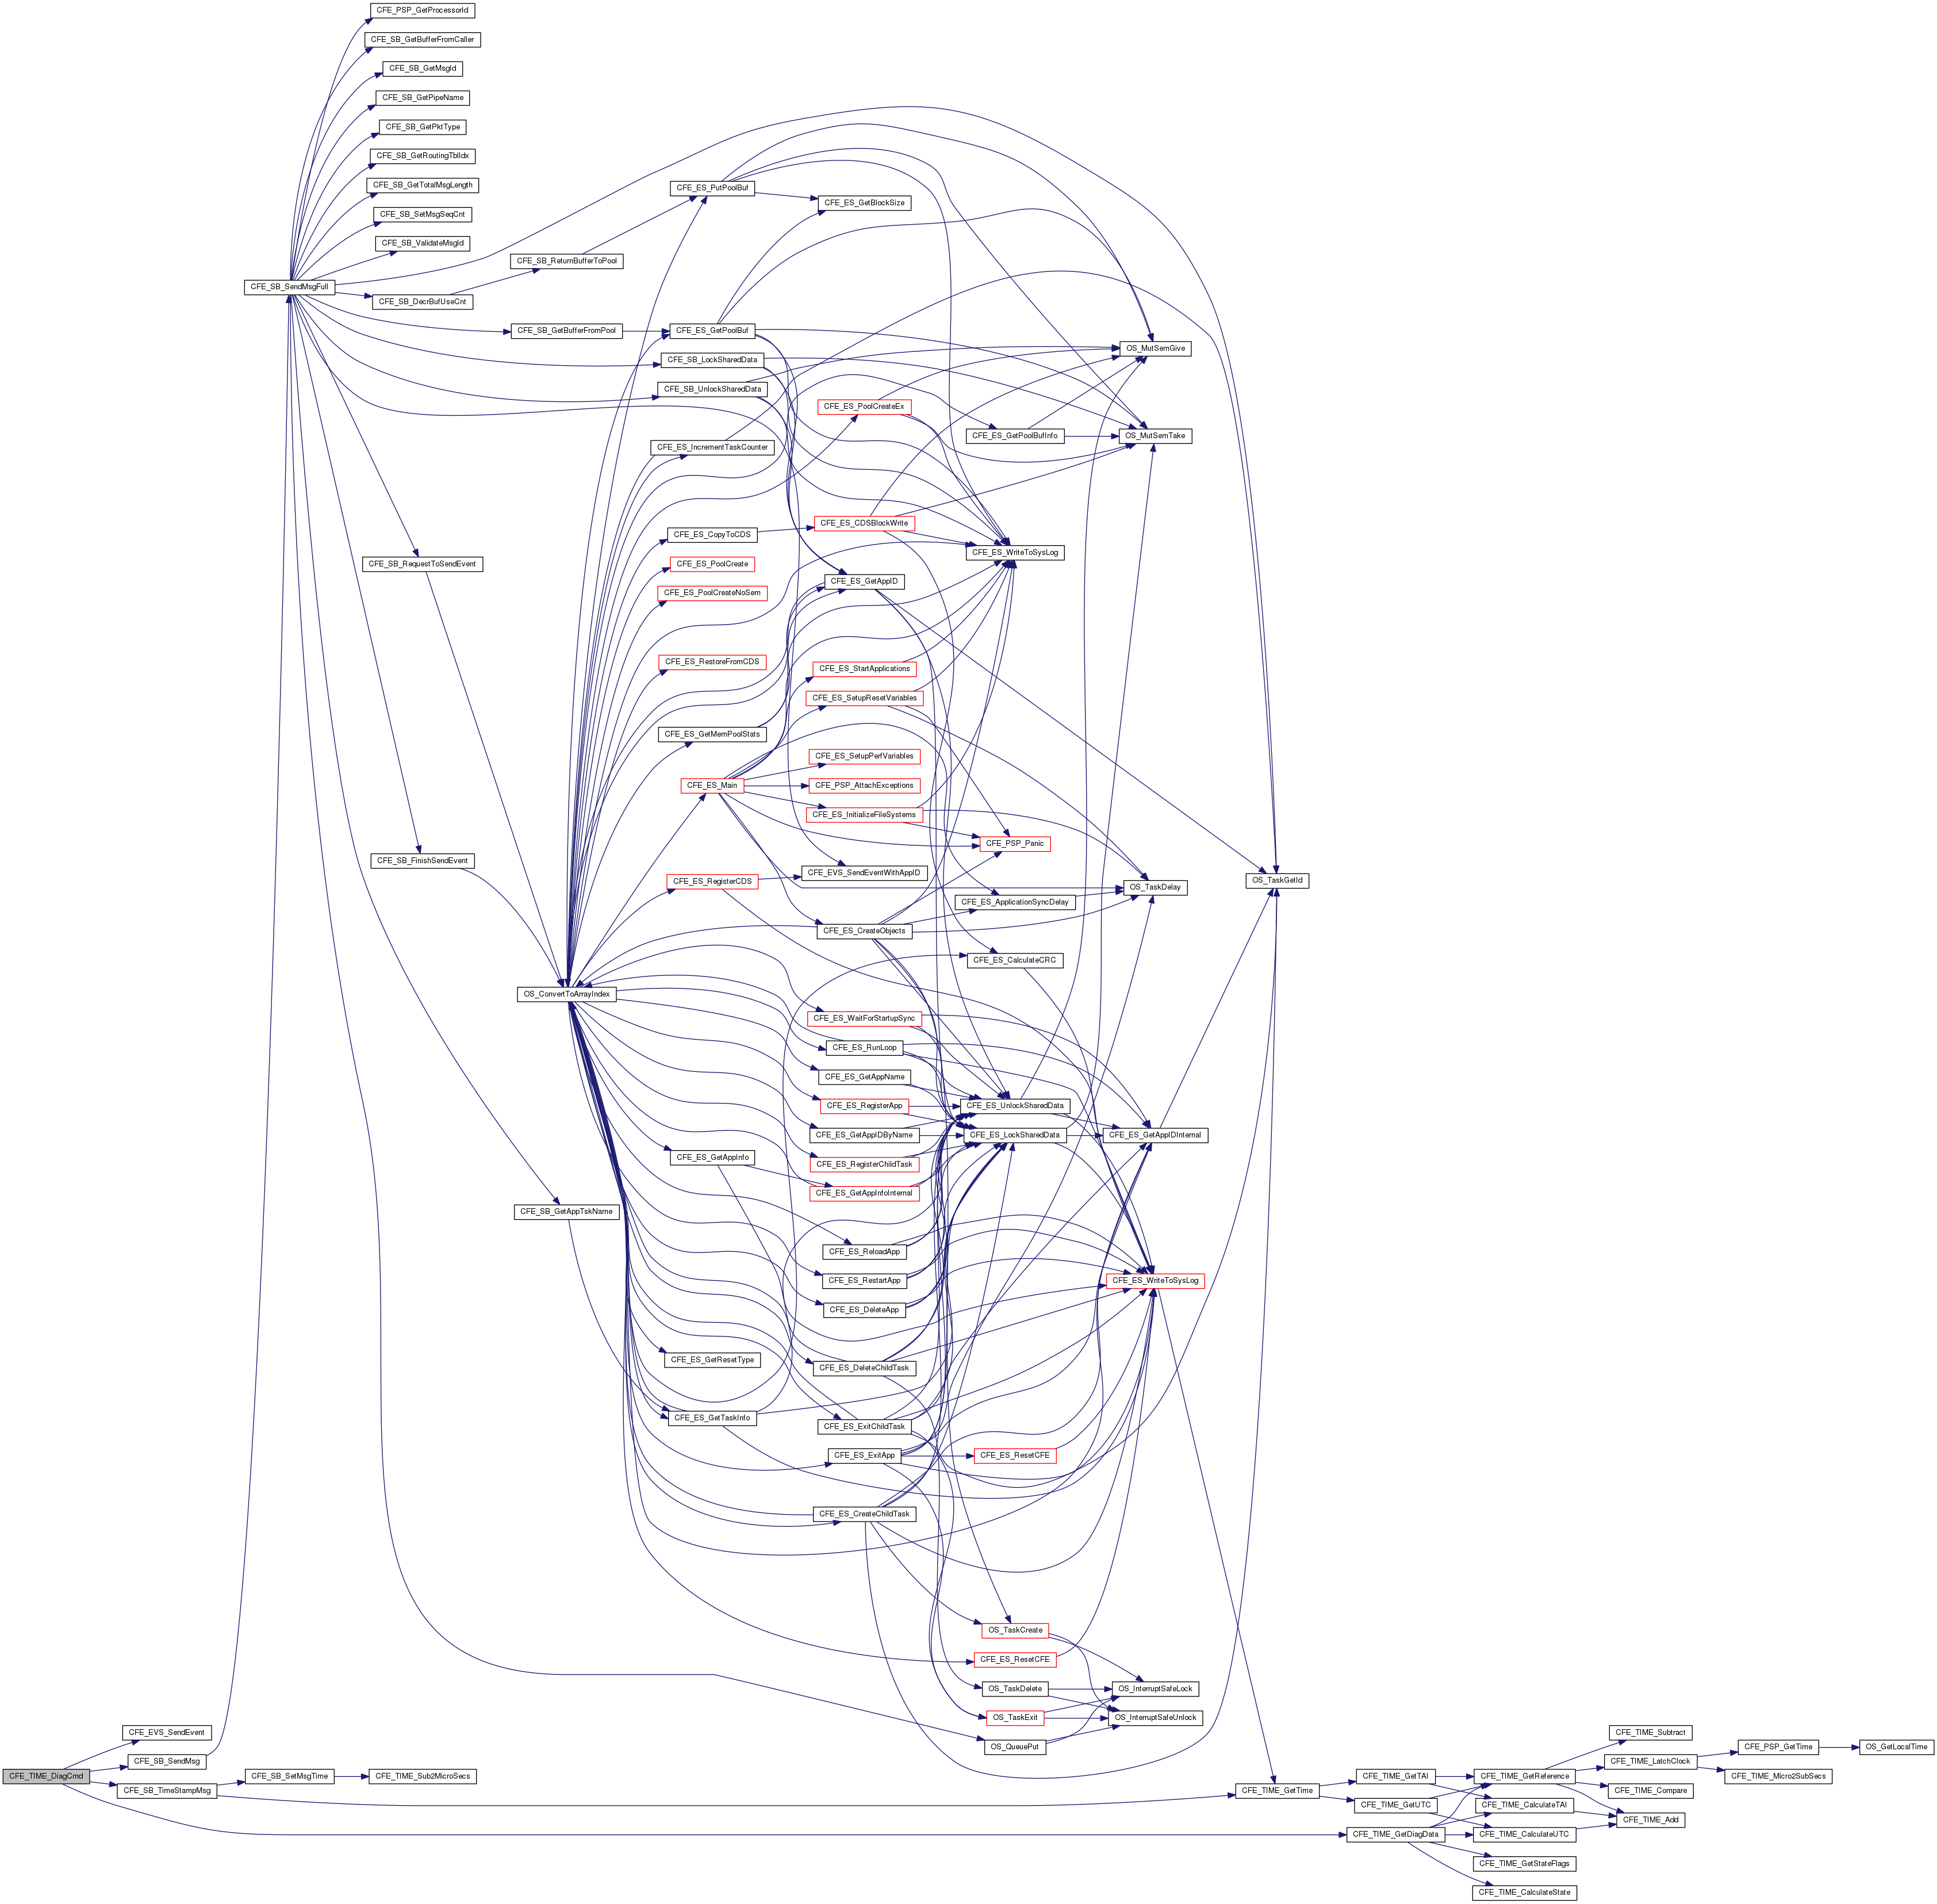 CFE_PSP_GetProcessorId
CFE_SB_GetBufferFromCaller
CFE_SB_GetMsgId
CFE_SB_GetPipeName
CFE_SB_GetPktType
CFE_SB_GetRoutingTblIdx
CFE_SB_GetTotalMsgLength
CFE_SB_SetMsgSeqCnt
CFE_SB_ValidateMsgId
CFE_ES_PutPoolBuf
CFE_ES_GetBlockSize
CFE_SB_ReturnBufferToPool
CFE_SB_SendMsgFull
CFE_SB_DecrBufUseCnt
CFE_SB_GetBufferFromPool
CFE_ES_GetPoolBuf
OS_MutSemGive
CFE_SB_LockSharedData
CFE_SB_UnlockSharedData
CFE_ES_PoolCreateEx
CFE_ES_GetPoolBufInfo
OS_MutSemTake
CFE_ES_IncrementTaskCounter
CFE_ES_CDSBlockWrite
CFE_ES_CopyToCDS
CFE_ES_WriteToSysLog
CFE_SB_RequestToSendEvent
CFE_ES_PoolCreate
CFE_ES_GetAppID
CFE_ES_PoolCreateNoSem
CFE_ES_RestoreFromCDS
CFE_ES_StartApplications
CFE_ES_SetupResetVariables
CFE_ES_GetMemPoolStats
CFE_ES_SetupPerfVariables
CFE_ES_Main
CFE_PSP_AttachExceptions
CFE_ES_InitializeFileSystems
CFE_PSP_Panic
CFE_SB_FinishSendEvent
CFE_EVS_SendEventWithAppID
CFE_ES_RegisterCDS
OS_TaskDelay
OS_TaskGetId
CFE_ES_ApplicationSyncDelay
CFE_ES_CreateObjects
CFE_ES_CalculateCRC
OS_ConvertToArrayIndex
CFE_ES_WaitForStartupSync
CFE_ES_RunLoop
CFE_ES_GetAppName
CFE_ES_RegisterApp
CFE_ES_UnlockSharedData
CFE_ES_GetAppIDByName
CFE_ES_LockSharedData
CFE_ES_GetAppIDInternal
CFE_ES_GetAppInfo
CFE_ES_RegisterChildTask
CFE_ES_GetAppInfoInternal
CFE_SB_GetAppTskName
CFE_ES_ReloadApp
CFE_ES_RestartApp
CFE_ES_WriteToSysLog
CFE_ES_DeleteApp
CFE_ES_GetResetType
CFE_ES_DeleteChildTask
CFE_ES_GetTaskInfo
CFE_ES_ExitChildTask
CFE_ES_ExitApp
CFE_ES_ResetCFE
CFE_ES_CreateChildTask
OS_TaskCreate
CFE_ES_ResetCFE
OS_TaskDelete
OS_InterruptSafeLock
OS_TaskExit
OS_InterruptSafeUnlock
OS_QueuePut
CFE_EVS_SendEvent
CFE_SB_SendMsg
CFE_TIME_DiagCmd
CFE_SB_TimeStampMsg
CFE_SB_SetMsgTime
CFE_TIME_Sub2MicroSecs
CFE_TIME_GetTime
CFE_TIME_GetTAI
CFE_TIME_GetUTC
CFE_TIME_GetDiagData
CFE_TIME_GetReference
CFE_TIME_CalculateTAI
CFE_TIME_CalculateUTC
CFE_TIME_GetStateFlags
CFE_TIME_CalculateState
CFE_TIME_Subtract
CFE_TIME_LatchClock
CFE_TIME_Compare
CFE_TIME_Add
CFE_PSP_GetTime
CFE_TIME_Micro2SubSecs
OS_GetLocalTime